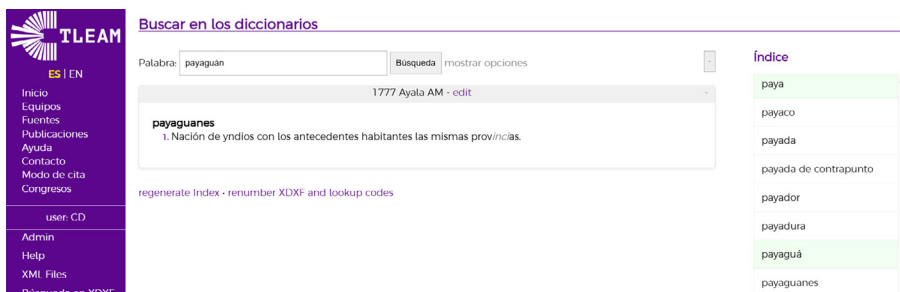 TLEAM
ES | EN
Inicio
Equipos
Fuentes
Publicaciones
Ayuda
Contacto
Modo de cita
Congresos
user: CD
Admin
Help
XML Files
Búsqueda en XDXF
Buscar en los diccionarios
Palabra: payaguán Búsqueda mostrar opciones
1777 Ayala AM - edit
payaguanes
1. Nación de yndios con los antecedentes habitantes las mismas provincias.
regenerate Index · renumber XDXF and lookup codes
Índice
paya
payaco
payada
payada de contrapunto
payador
payadura
payaguá
payaguanes